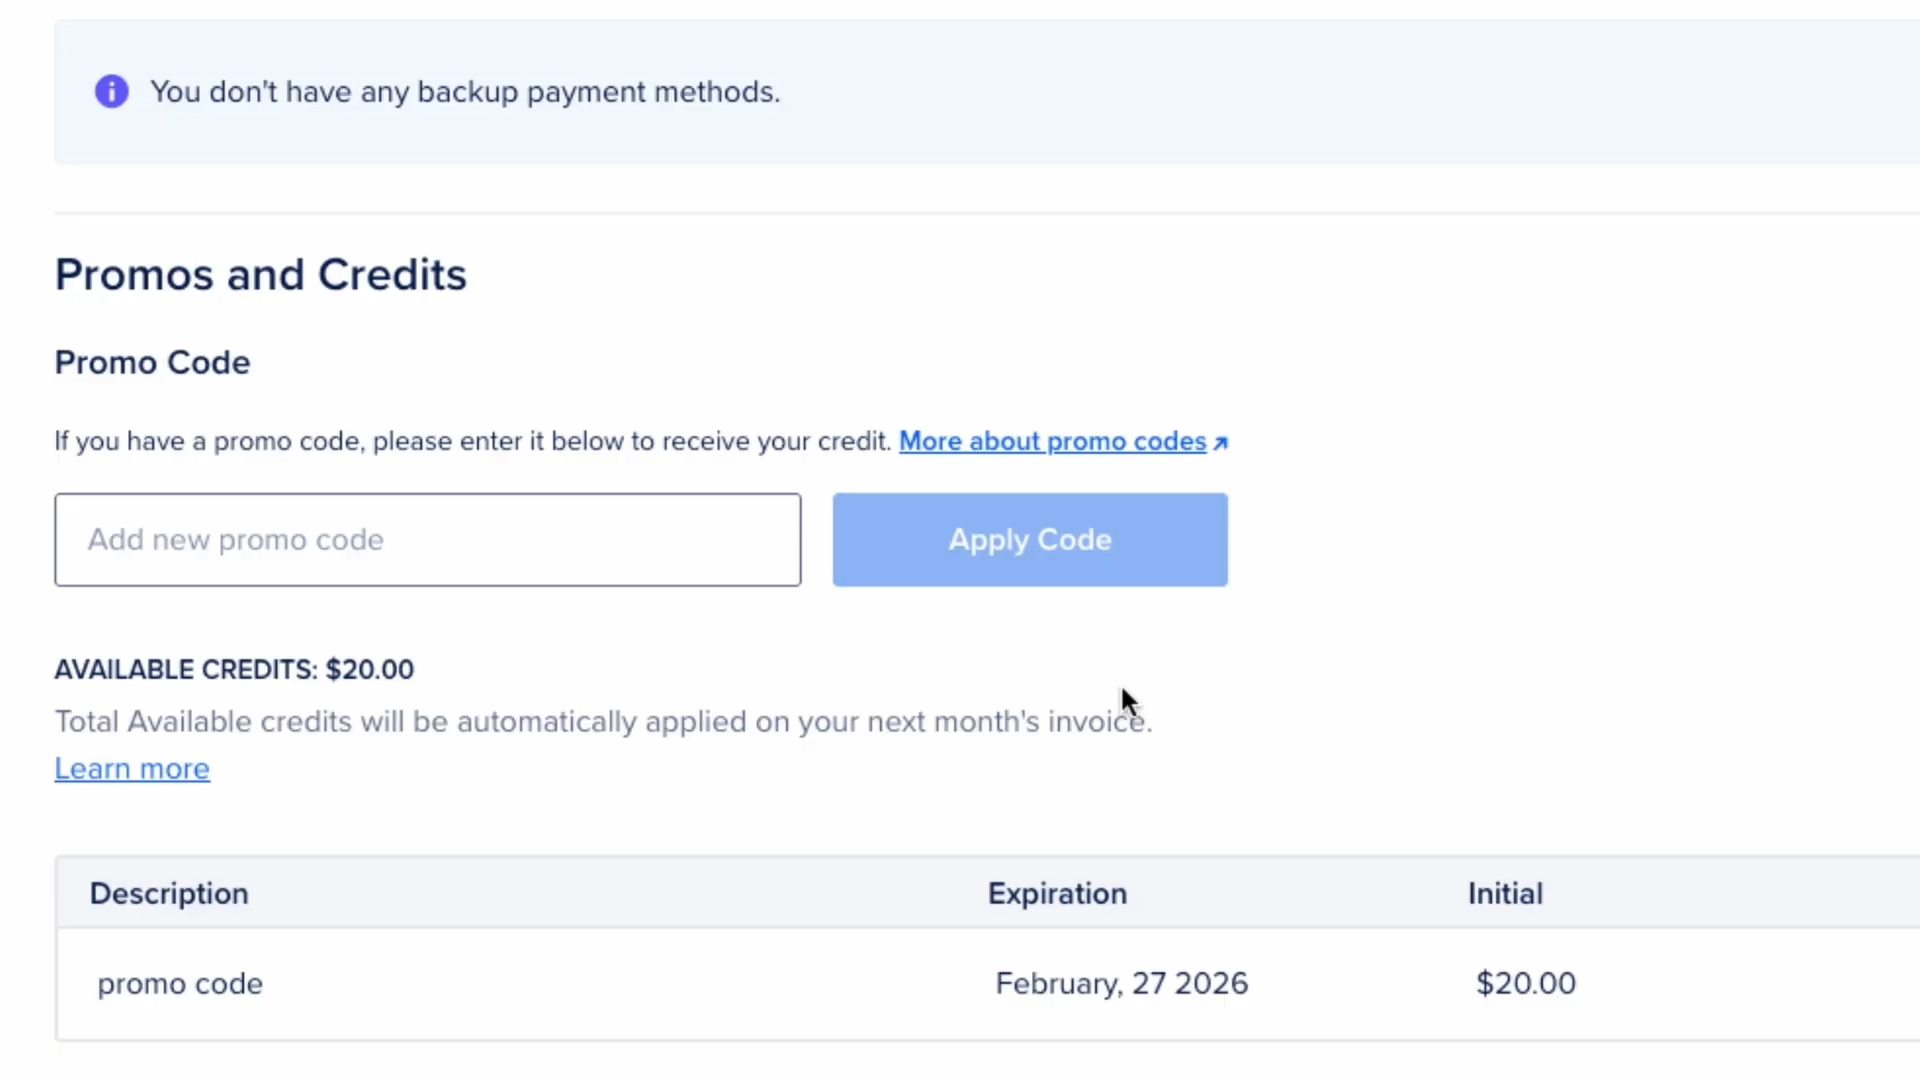 You don't have any backup payment methods.
Promos and Credits
Promo Code
If you have a promo code, please enter it below to receive your credit. More about promo codes
Add new promo code
Apply Code
AVAILABLE CREDITS: $20.00
Total Available credits will be automatically applied on your next month's invoice.
Learn more
Description Expiration Initial
promo code February, 27 2026 $20.00